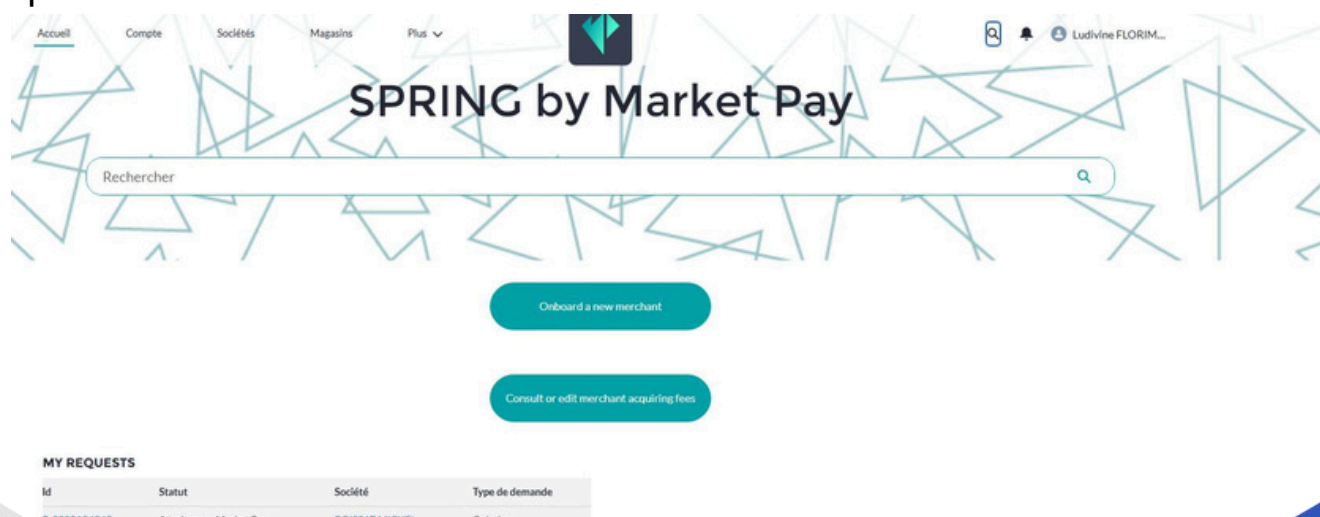 Accueil Compte Sociétés Magasins Plus Ludivine FLORIM...
SPRING by Market Pay
Rechercher
Onboard a new merchant
Consult or edit merchant acquiring fees
MY REQUESTS
Id Statut Société Type de demande